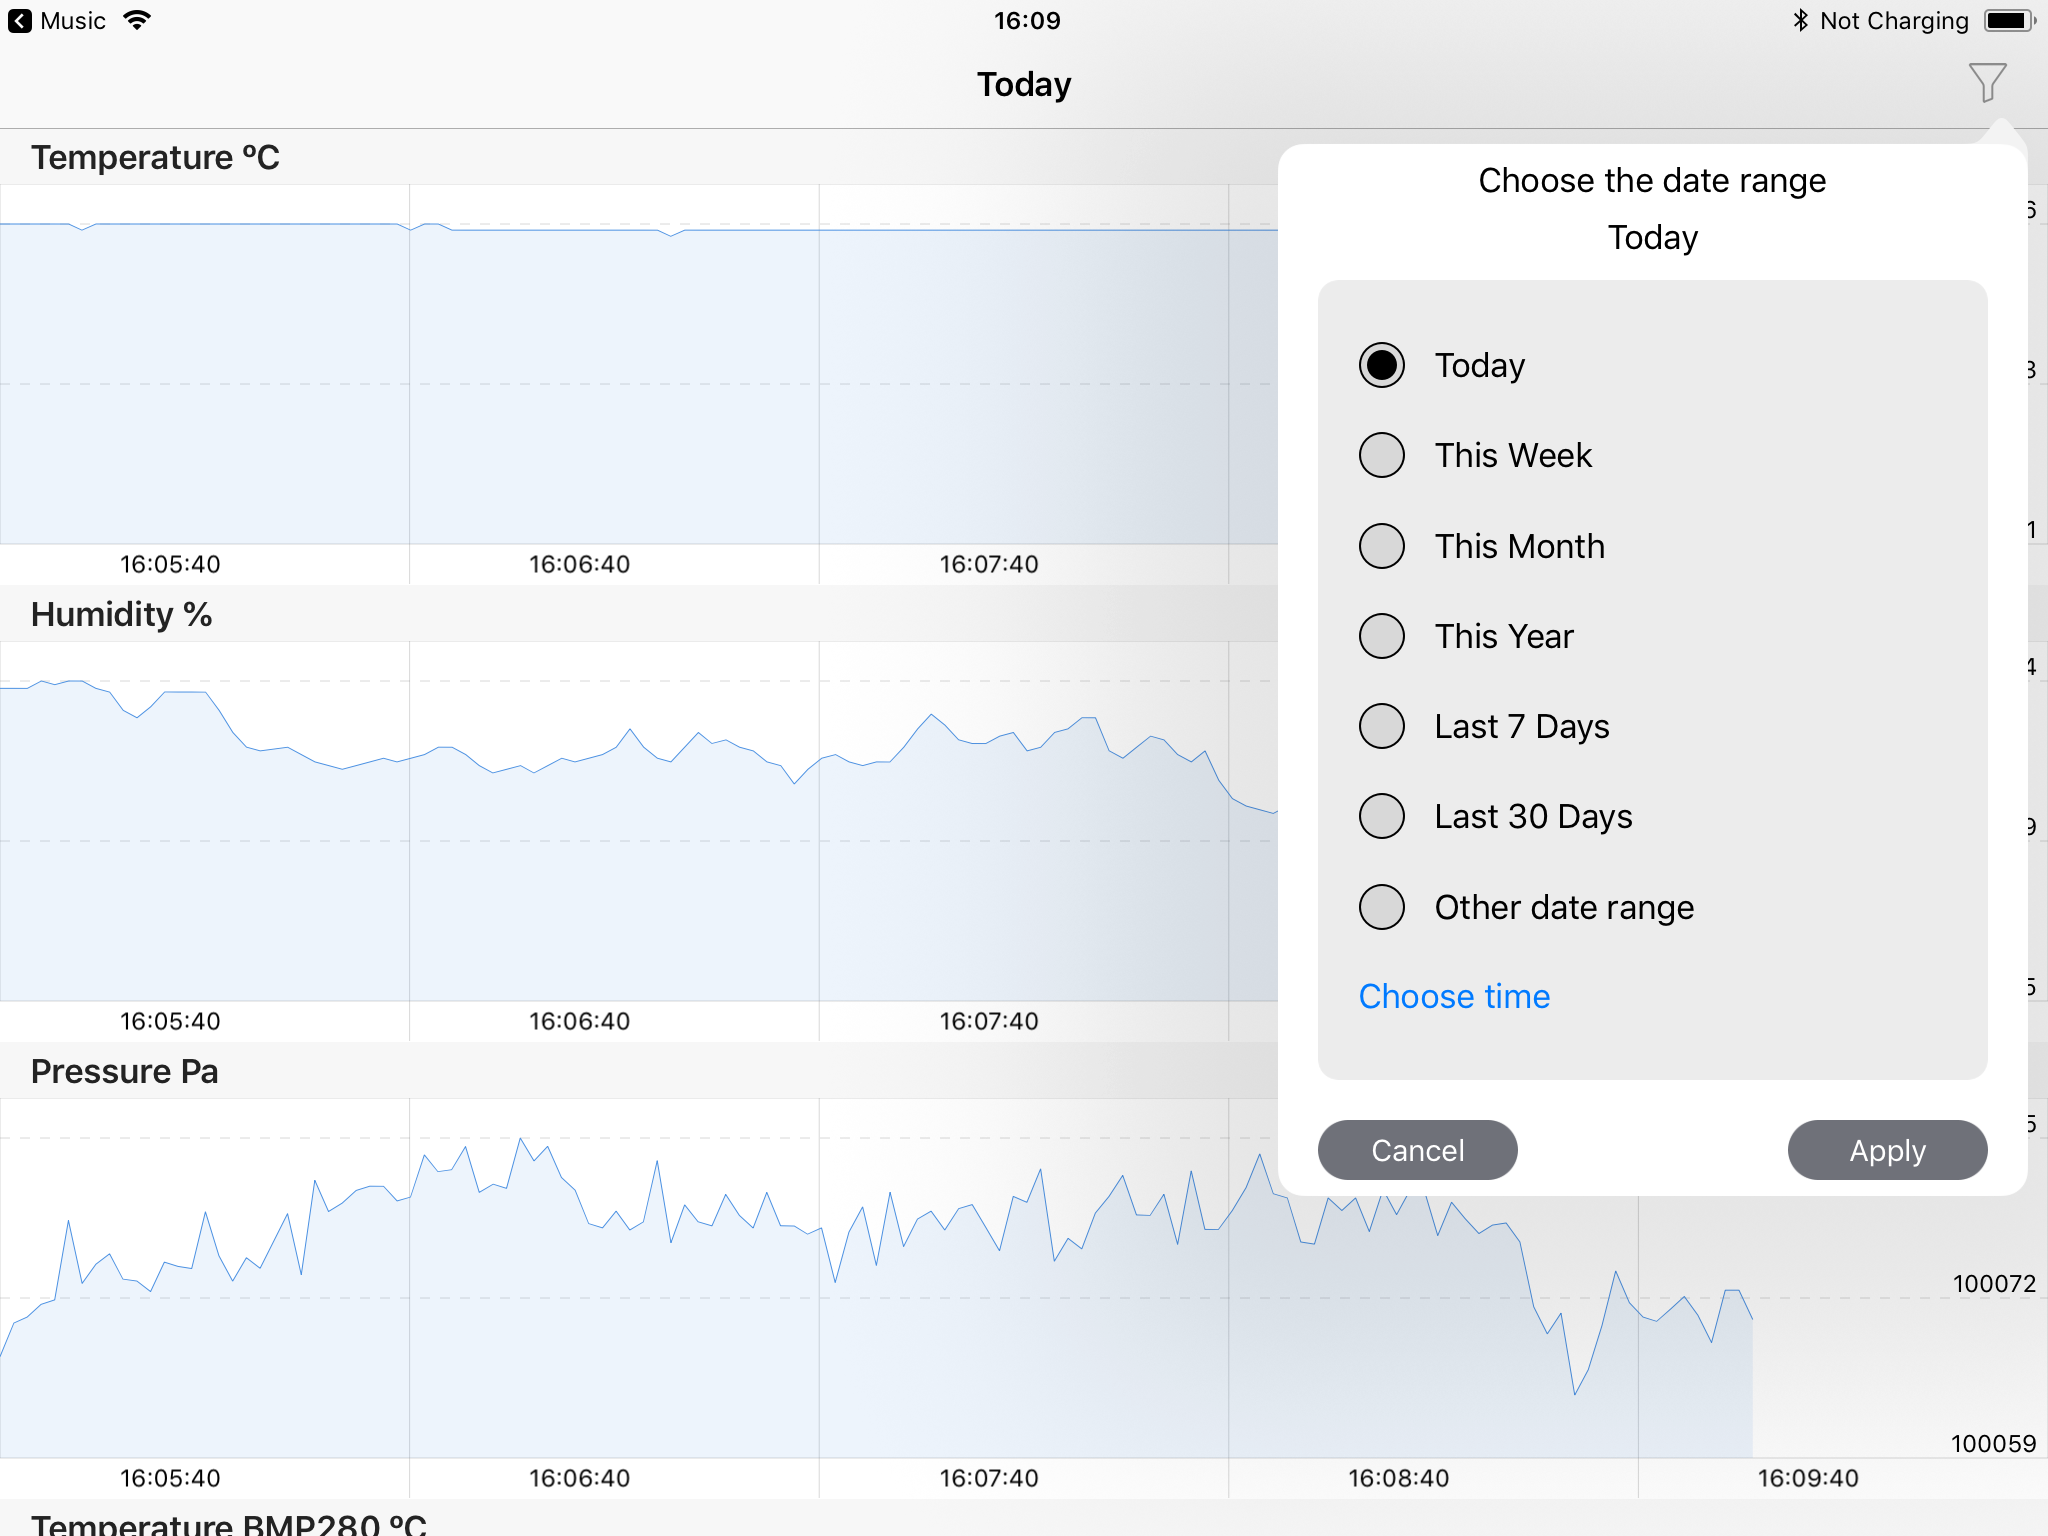 Music
16:09
Not Charging
Today
Temperature ºC
16:05:40 16:06:40 16:07:40
Humidity %
16:05:40 16:06:40 16:07:40
Pressure Pa
100072
100059
16:05:40 16:06:40 16:07:40 16:08:40 16:09:40
Temperature BMP280 ºC
Choose the date range
Today
Today
This Week
This Month
This Year
Last 7 Days
Last 30 Days
Other date range
Choose time
Cancel Apply